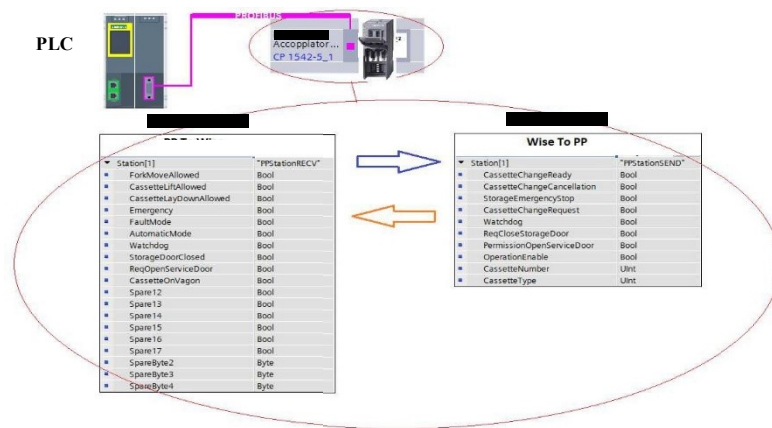 PROFIBUS
PLC
Accoppiator...
CP 1542-5_1
Wise To PP
Station[1] "PPStationRECV"
ForkMoveAllowed Bool
CassetteLiftAllowed Bool
CassetteLayDownAllowed Bool
Emergency Bool
FaultMode Bool
AutomaticMode Bool
Watchdog Bool
StorageDoorClosed Bool
ReqOpenServiceDoor Bool
CassetteOnVagon Bool
Spare12 Bool
Spare13 Bool
Spare14 Bool
Spare15 Bool
Spare16 Bool
Spare17 Bool
SpareByte2 Byte
SpareByte3 Byte
SpareByte4 Byte
Station[1] "PPStationSEND"
CassetteChangeReady Bool
CassetteChangeCancellation Bool
StorageEmergencyStop Bool
CassetteChangeRequest Bool
Watchdog Bool
ReqCloseStorageDoor Bool
PermissionOpenServiceDoor Bool
OperationEnable Bool
CassetteNumber UInt
CassetteType UInt